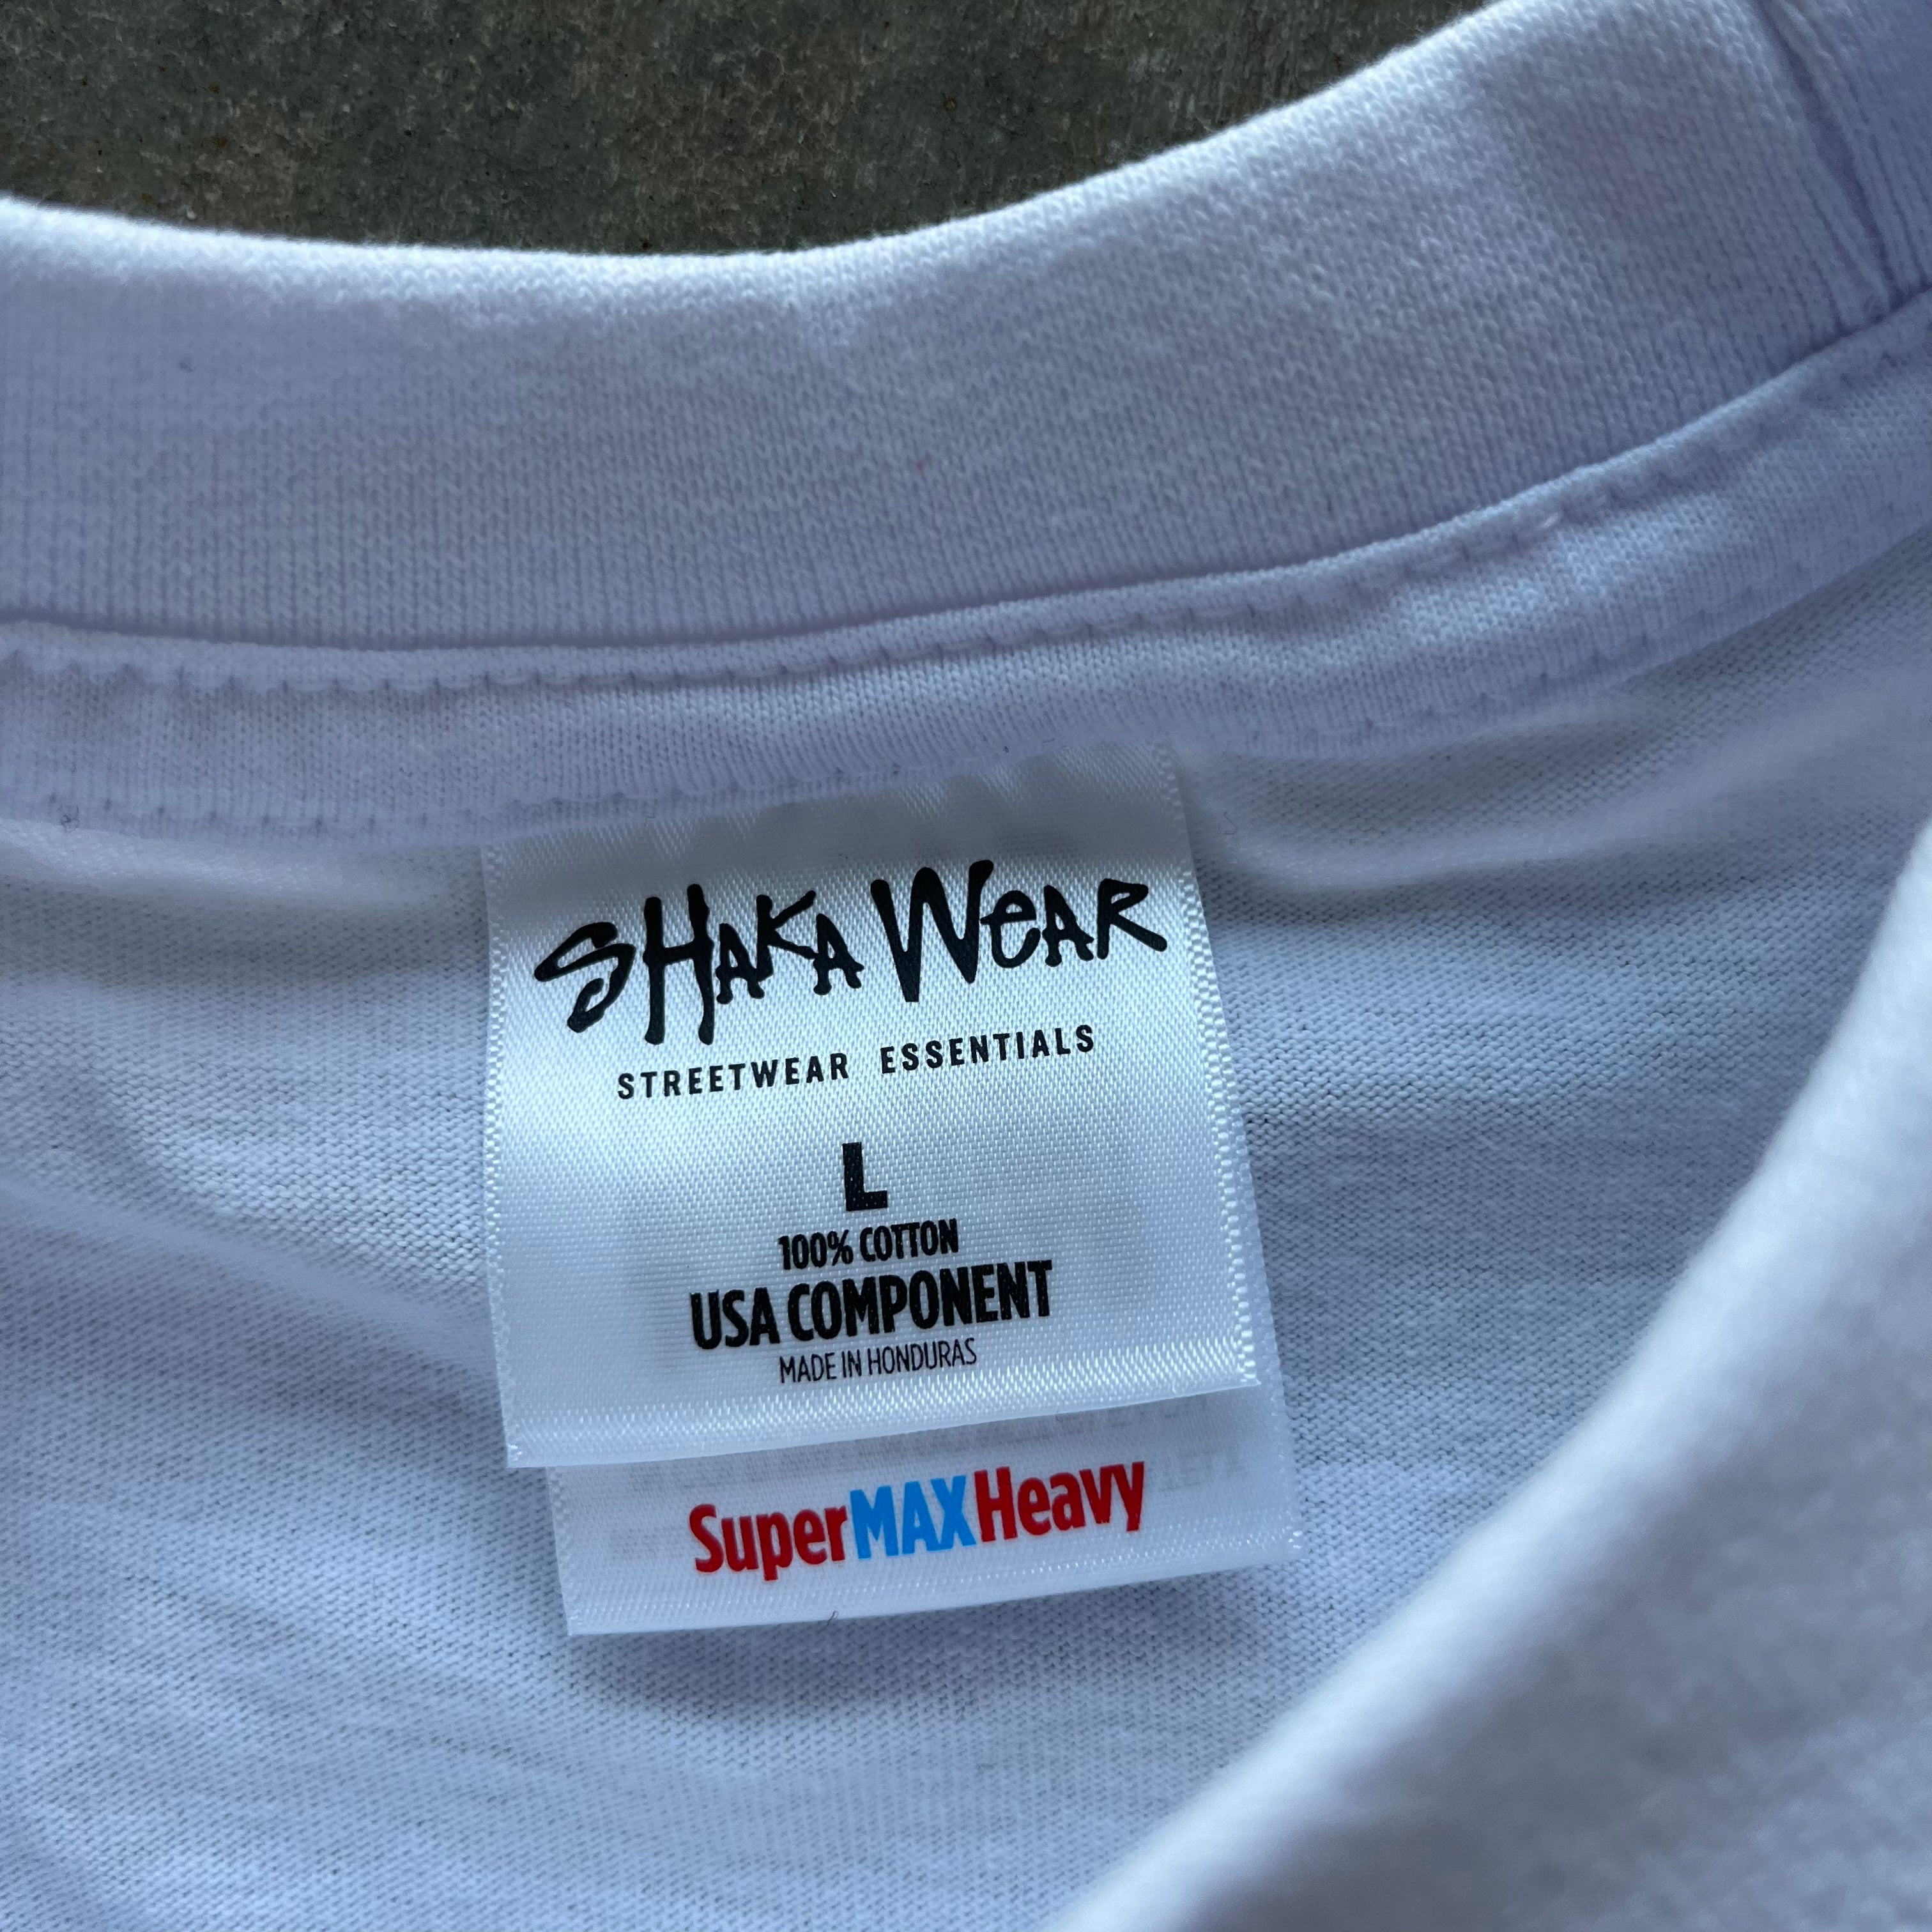 SHAKA WEAR
STREETWEAR ESSENTIALS
L
100% COTTON
USA COMPONENT
MADE IN HONDURAS
SuperMAXHeavy